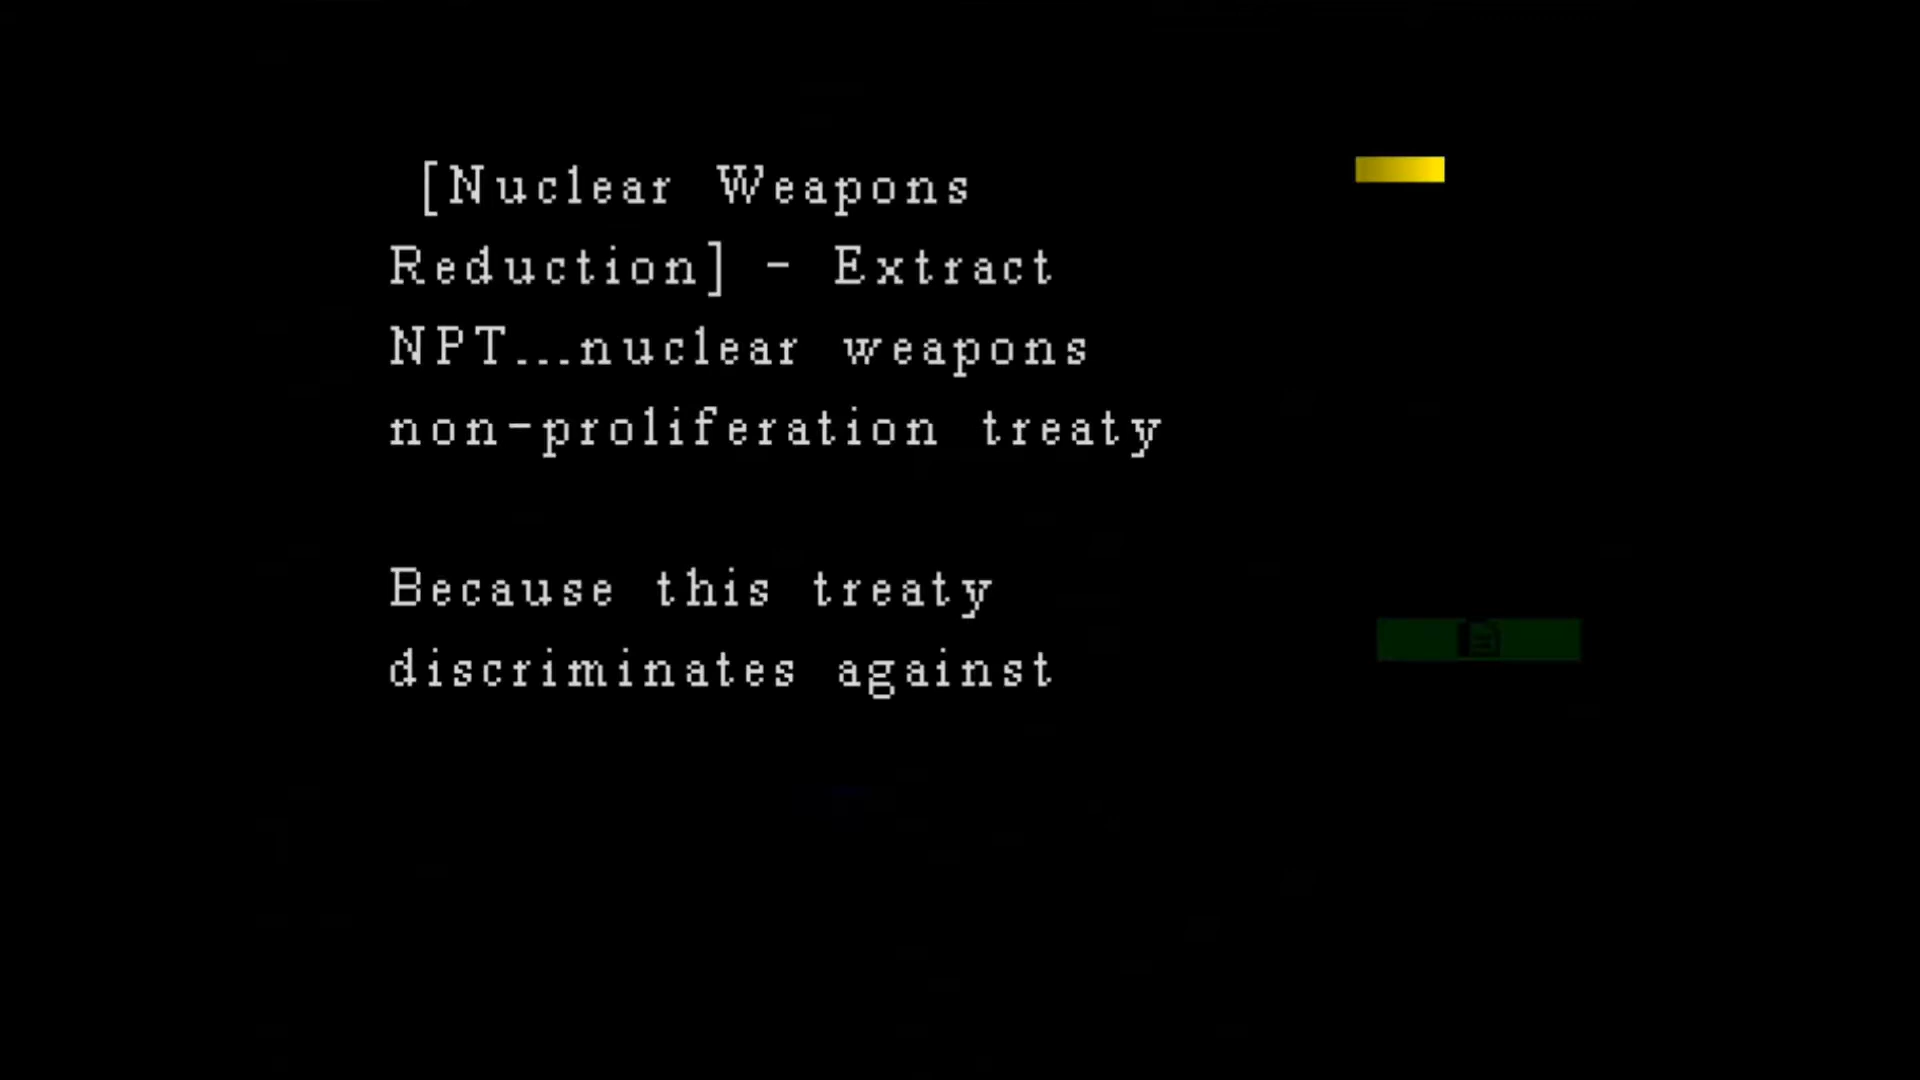 [Nuclear Weapons
Reduction] - Extract
NPT...nuclear weapons
non-proliferation treaty
Because this treaty
discriminates against